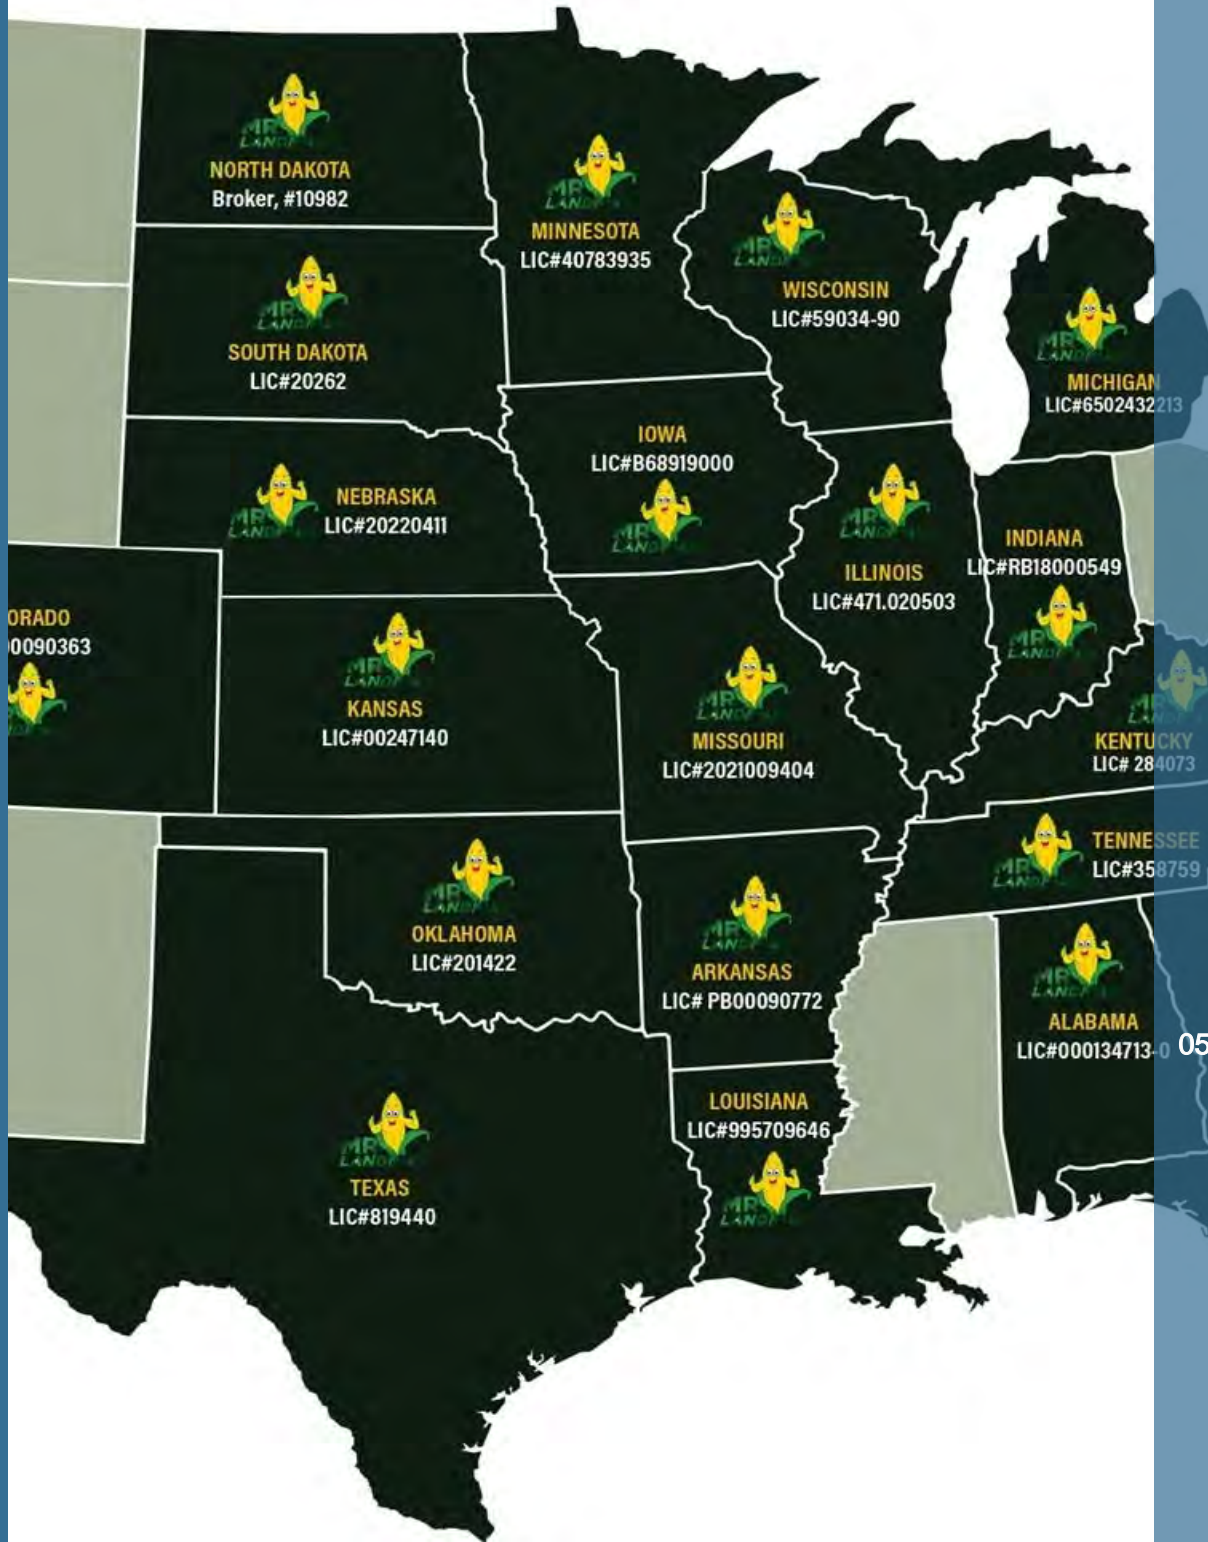 NORTH DAKOTA
Broker, #10982
MINNESOTA
LIC#40783935
WISCONSIN
LIC#59034-90
MICHIGAN
LIC#6502432213
SOUTH DAKOTA
LIC#20262
IOWA
LIC#B68919000
NEBRASKA
LIC#20220411
INDIANA
LIC#RB18000549
ILLINOIS
LIC#471.020503
ORADO
0090363
KANSAS
LIC#00247140
MISSOURI
LIC#2021009404
KENTUCKY
LIC# 284073
TENNESSEE
LIC#358759
OKLAHOMA
LIC#201422
ARKANSAS
LIC# PB00090772
ALABAMA
LIC#000134713-0
05
LOUISIANA
LIC#995709646
TEXAS
LIC#819440